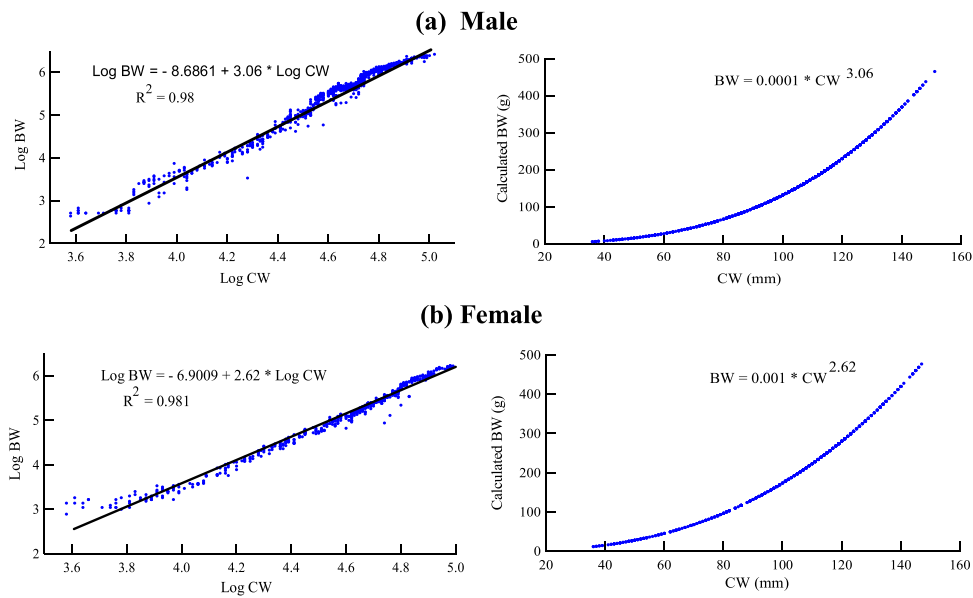 (a) Male
Log BW = - 8.6861 + 3.06 * Log CW
R2 = 0.98
Log BW
6
5
4
3
2
3.6 3.8 4.0 4.2 4.4 4.6 4.8 5.0
Log CW
BW = 0.0001 * CW 3.06
Calculated BW (g)
500
400
300
200
100
0
20 40 60 80 100 120 140 160
CW (mm)
(b) Female
Log BW = - 6.9009 + 2.62 * Log CW
R2 = 0.981
Log BW
6
5
4
3
2
3.6 3.8 4.0 4.2 4.4 4.6 4.8 5.0
Log CW
BW = 0.001 * CW2.62
Calculated BW (g)
500
400
300
200
100
0
20 40 60 80 100 120 140 160
CW (mm)